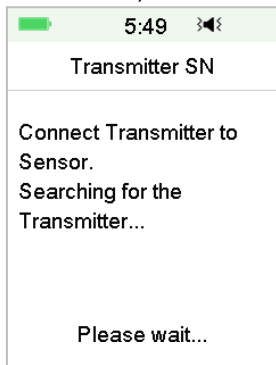 5:49
Transmitter SN
Connect Transmitter to
Sensor.
Searching for the
Transmitter...
Please wait...